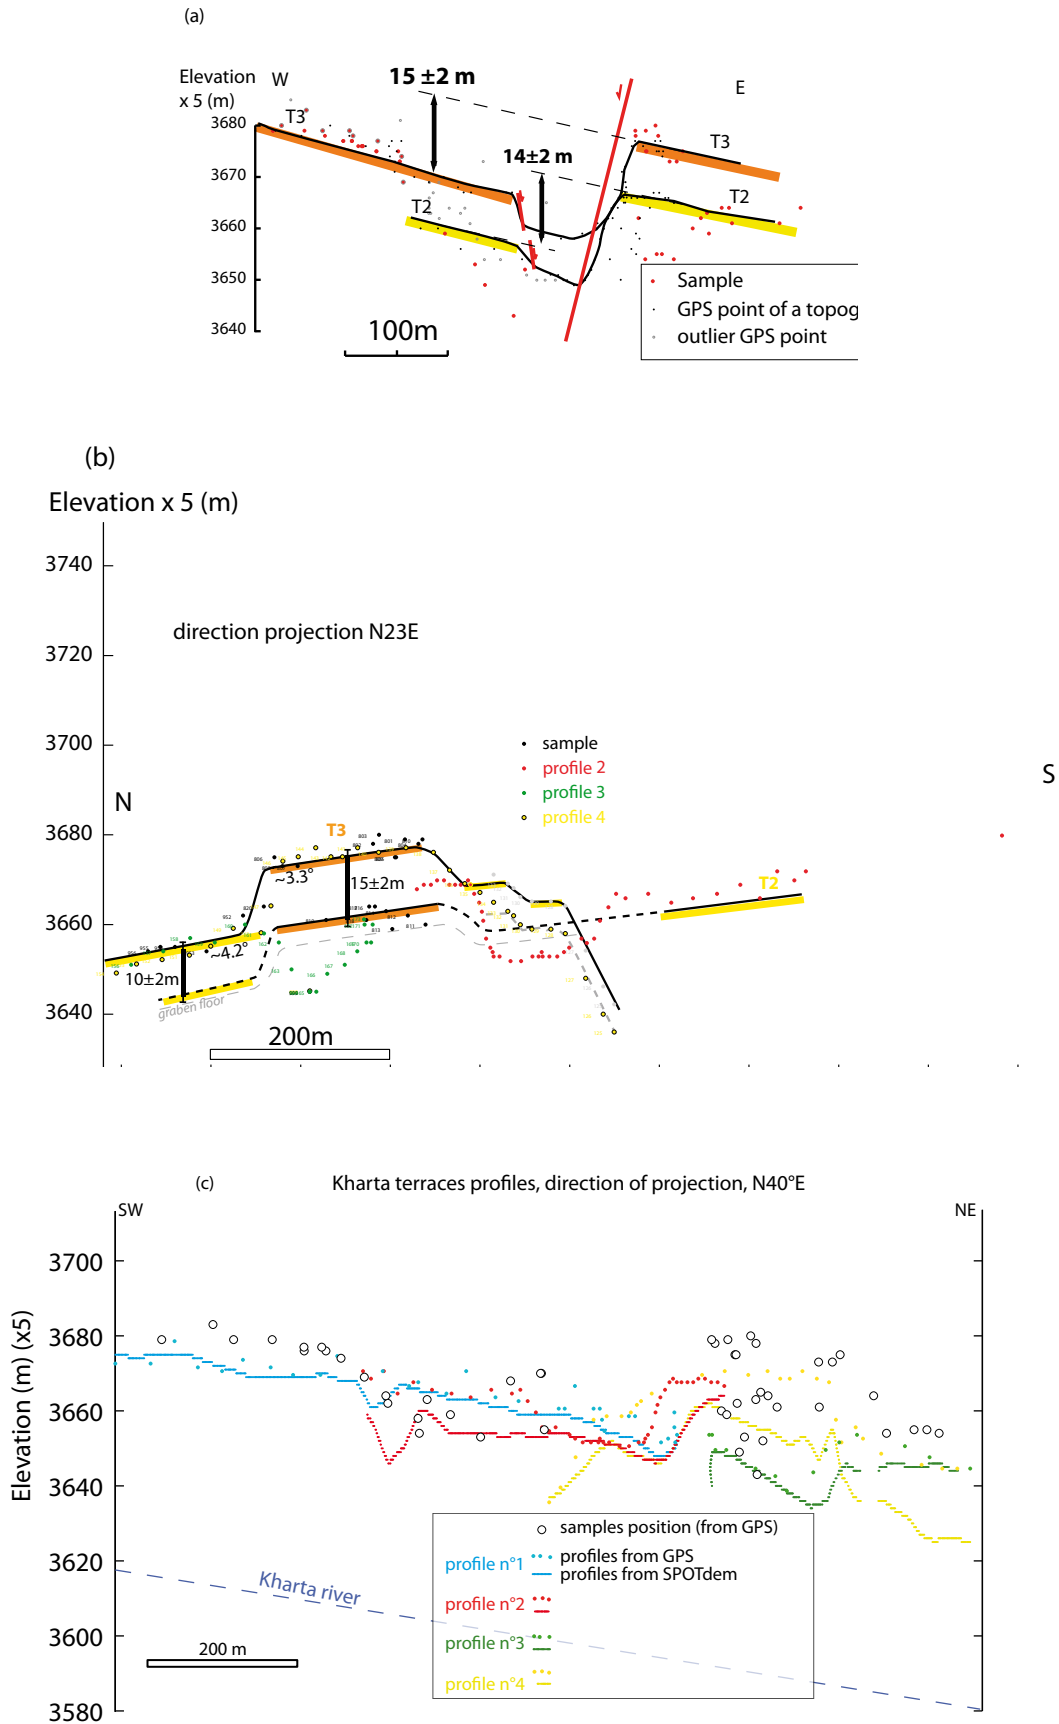 (a)
Elevation
x 5 (m)
W
15 ±2 m
E
3680
T3
T3
3670
14±2 m
T2
T2
3660
3650
Sample
GPS point of a topog
3640
100m
outlier GPS point
(b)
Elevation x 5 (m)
3740
direction projection N23E
3720
3700
sample
profile 2
S
N
profile 3
profile 4
3680
T3
~3.3°
15±2m
T2
3660
~4.2°
10±2m
graben floor
3640
200m
(c)
Kharta terraces profiles, direction of projection, N40°E
SW
NE
3700
3680
3660
Elevation (m) (x5)
3640
samples position (from GPS)
profile n°1
profiles from GPS
profiles from SPOTdem
3620
Kharta river
profile n°2
3600
profile n°3
200 m
profile n°4
3580